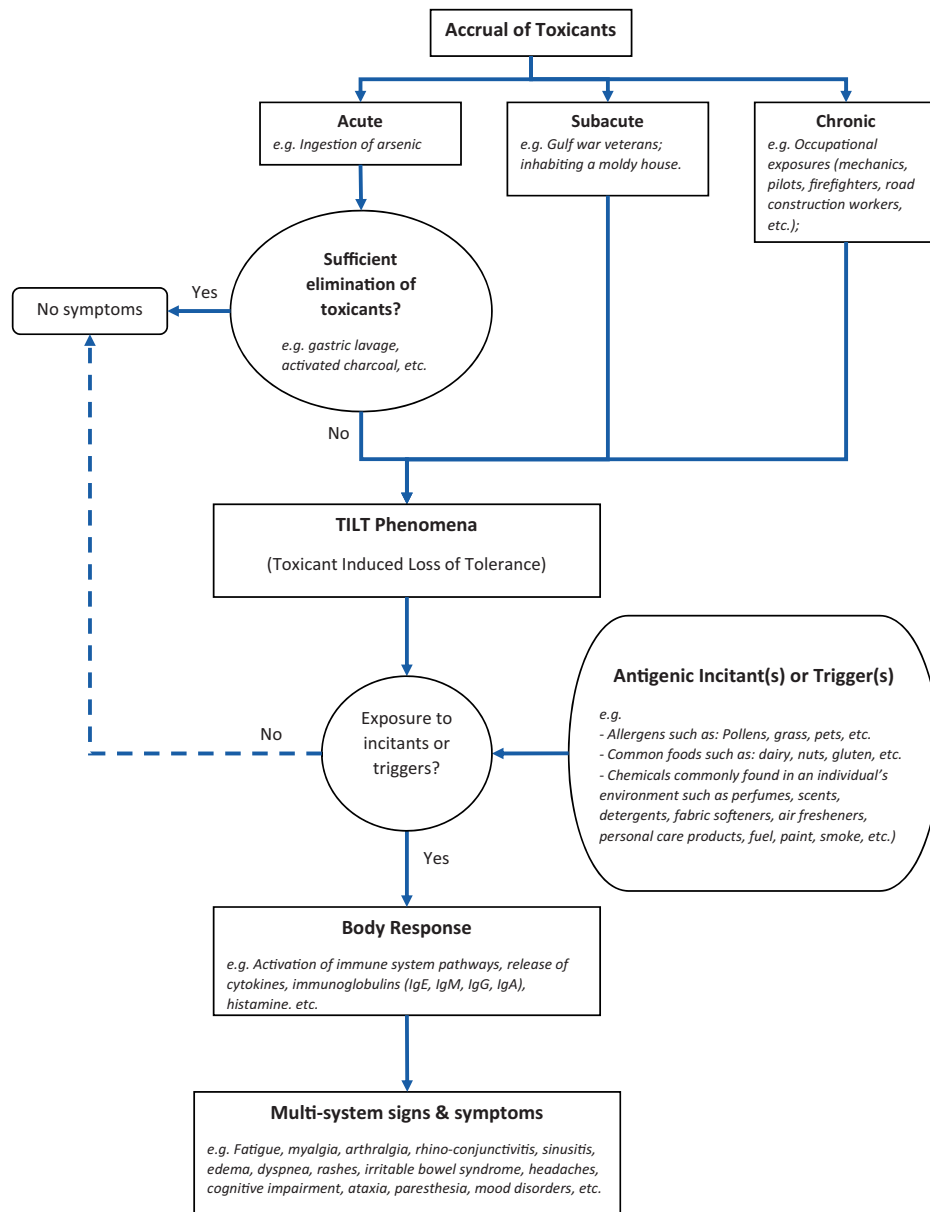 Accrual of Toxicants
Acute
e.g. Ingestion of arsenic
Subacute
e.g. Gulf war veterans;
inhabiting a moldy house.
Chronic
e.g. Occupational
exposures (mechanics,
pilots, firefighters, road
construction workers,
etc.);
Sufficient
elimination of
toxicants?
e.g. gastric lavage,
activated charcoal, etc.
Yes
No symptoms
No
TILT Phenomena
(Toxicant Induced Loss of Tolerance)
Exposure to
incitants or
triggers?
No
Antigenic Incitant(s) or Trigger(s)
e.g.
- Allergens such as: Pollens, grass, pets, etc.
- Common foods such as: dairy, nuts, gluten, etc.
- Chemicals commonly found in an individual's
environment such as perfumes, scents,
detergents, fabric softeners, air fresheners,
personal care products, fuel, paint, smoke, etc.)
Yes
Body Response
e.g. Activation of immune system pathways, release of
cytokines, immunoglobulins (IgE, IgM, IgG, IgA),
histamine. etc.
Multi-system signs & symptoms
e.g. Fatigue, myalgia, arthralgia, rhino-conjunctivitis, sinusitis,
edema, dyspnea, rashes, irritable bowel syndrome, headaches,
cognitive impairment, ataxia, paresthesia, mood disorders, etc.